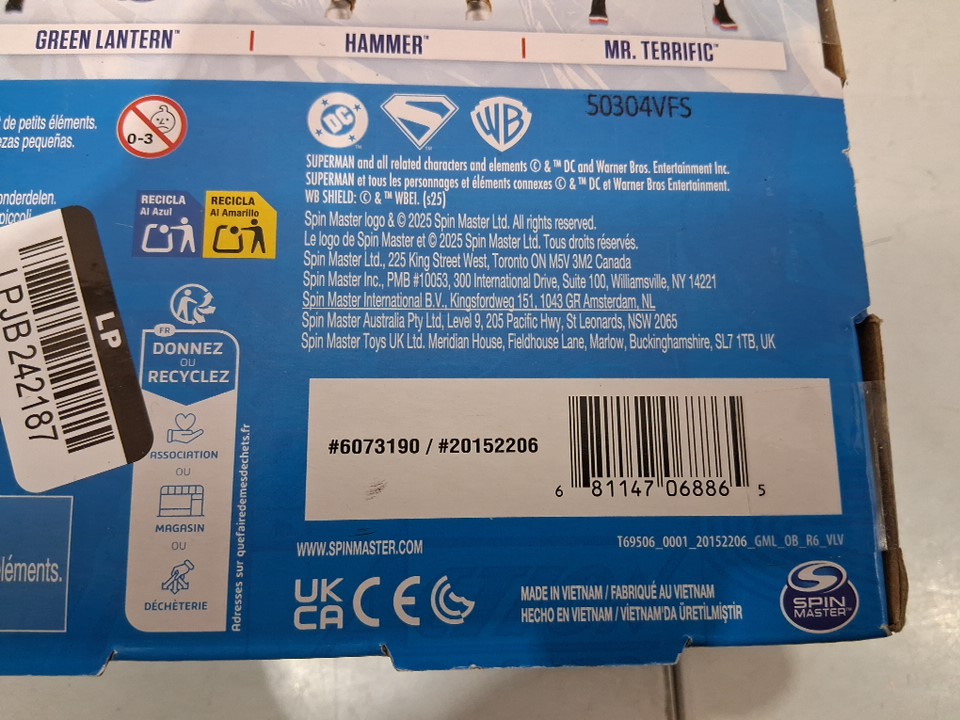 GREEN LANTERN™ | HAMMER™ | MR. TERRIFIC™
50304VFS
t de petits éléments.
ezas pequeñas.
0-3
DC
WB
SUPERMAN and all related characters and elements © & ™ DC and Warner Bros. Entertainment Inc.
SUPERMAN et tous les personnages et éléments connexes © & ™ DC et Warner Bros Entertainment.
WB SHIELD: © & ™ WBEI. (s25)
onderdelen.
piccoli
RECICLA
Al Azul
RECICLA
Al Amarillo
Spin Master logo & © 2025 Spin Master Ltd. All rights reserved.
Le logo de Spin Master et © 2025 Spin Master Ltd. Tous droits réservés.
Spin Master Ltd., 225 King Street West, Toronto ON M5V 3M2 Canada
Spin Master Inc., PMB #10053, 300 International Drive, Suite 100, Williamsville, NY 14221
Spin Master International B.V., Kingsfordweg 151, 1043 GR Amsterdam, NL
Spin Master Australia Pty Ltd, Level 9, 205 Pacific Hwy, St Leonards, NSW 2065
Spin Master Toys UK Ltd. Meridian House, Fieldhouse Lane, Marlow, Buckinghamshire, SL7 1TB, UK
LP
LPJB242187
FR
DONNEZ
OU
RECYCLEZ
ASSOCIATION
OU
MAGASIN
OU
DÉCHÈTERIE
Adresses sur quefairedemesdechets.fr
éléments.
#6073190 / #20152206
6 81147 06886 5
WWW.SPINMASTER.COM
T69506_0001_20152206_GML_OB_R6_VLV
UK
CA
CE
MADE IN VIETNAM / FABRIQUÉ AU VIETNAM
HECHO EN VIETNAM / VIETNAM'DA ÜRETILMIŞTIR
SPIN
MASTER™